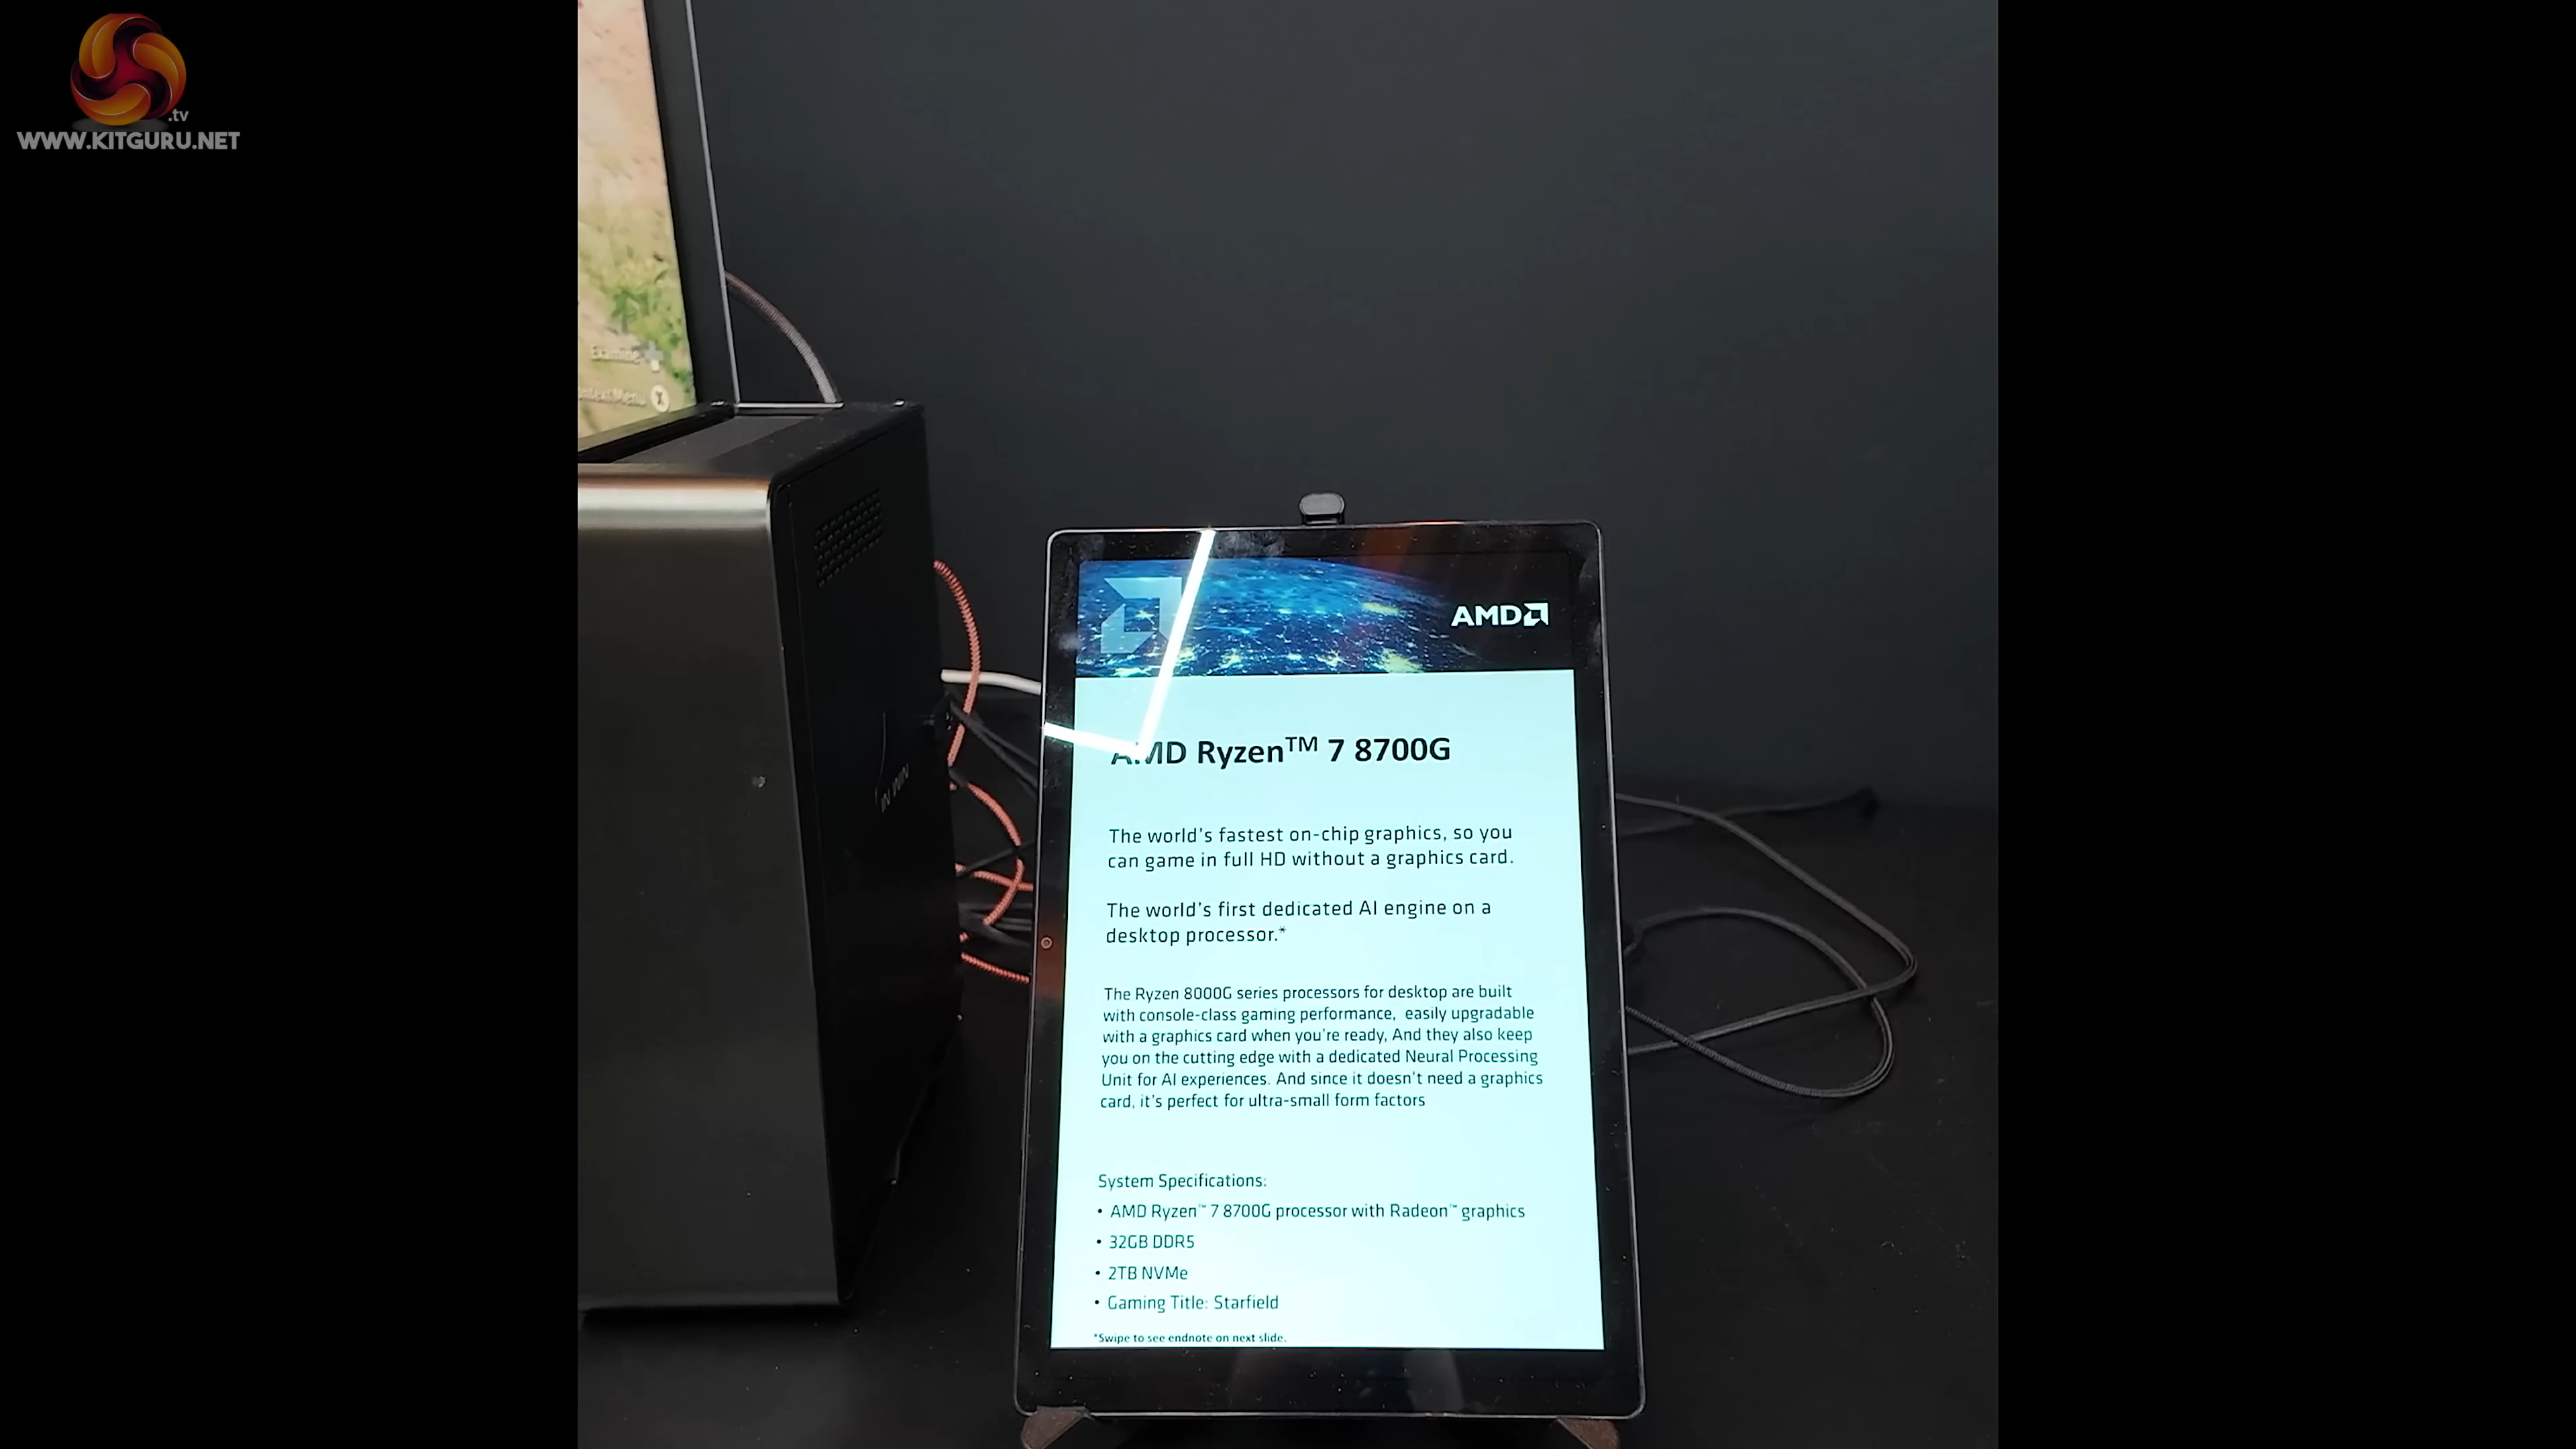 .tv
WWW.KITGURU.NET
Examine
Menu X
IN WIN
AMD
AMD Ryzen™ 7 8700G
The world's fastest on-chip graphics, so you
can game in full HD without a graphics card.
The world's first dedicated AI engine on a
desktop processor.*
The Ryzen 8000G series processors for desktop are built
with console-class gaming performance, easily upgradable
with a graphics card when you're ready, And they also keep
you on the cutting edge with a dedicated Neural Processing
Unit for AI experiences. And since it doesn't need a graphics
card, it's perfect for ultra-small form factors
System Specifications:
• AMD Ryzen™ 7 8700G processor with Radeon™ graphics
• 32GB DDR5
• 2TB NVMe
• Gaming Title: Starfield
*Swipe to see endnote on next slide.